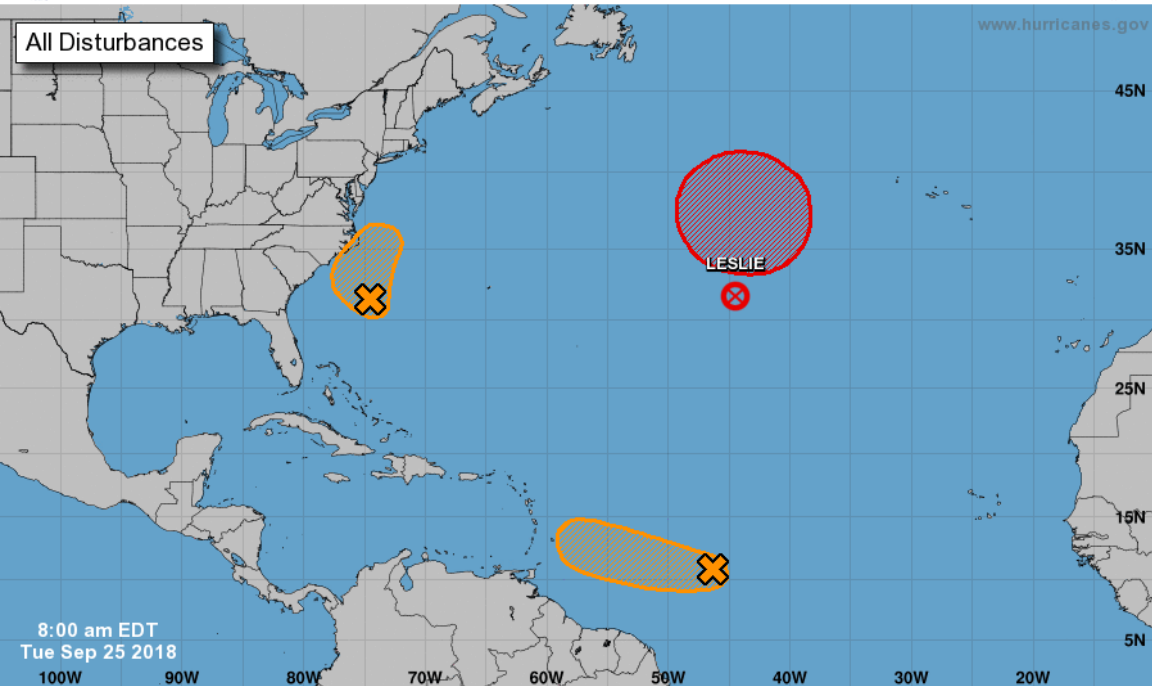 www.hurricanes.gov
All Disturbances
45N
35N
LESLIE
25N
15N
8:00 am EDT
5N
Tue Sep 25 2018
100W 90W 80W 70W 60W 50W 40W 30W 20W